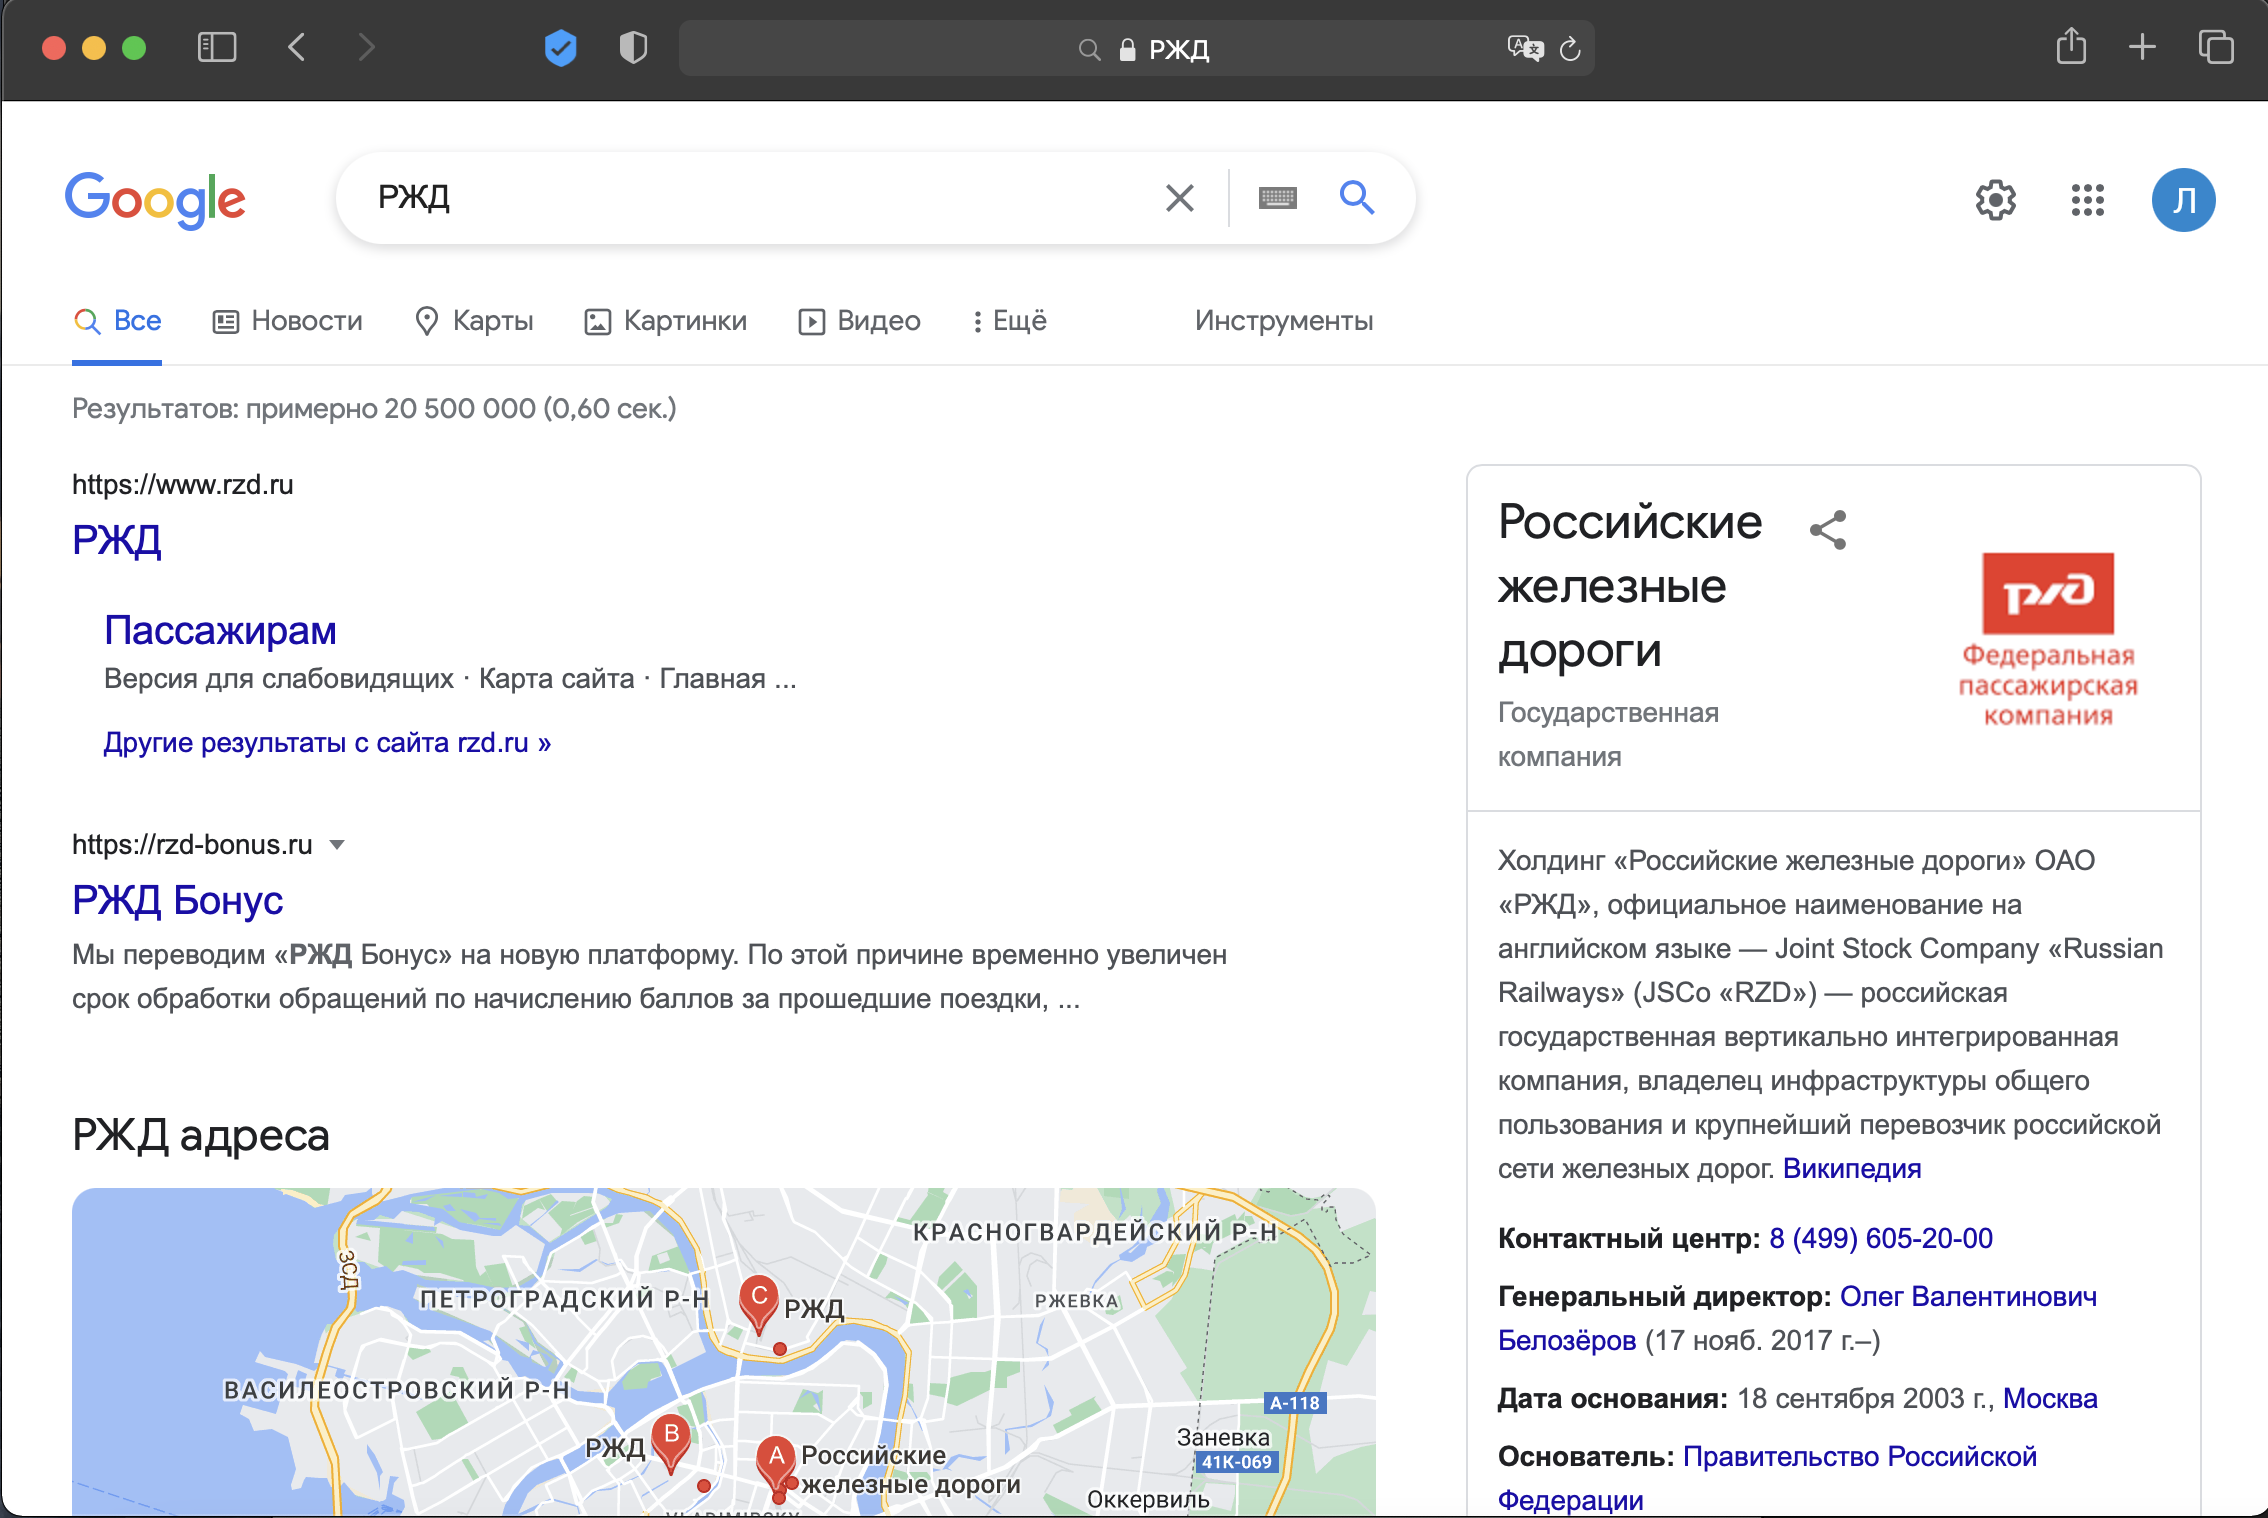 РЖД
Google
РЖД
Л
Все
Новости
Карты
Картинки
Видео
Ещё
Инструменты
Результатов: примерно 20 500 000 (0,60 сек.)
https://www.rzd.ru
РЖД
Пассажирам
Версия для слабовидящих · Карта сайта · Главная ...
Другие результаты с сайта rzd.ru »
https://rzd-bonus.ru
РЖД Бонус
Мы переводим «РЖД Бонус» на новую платформу. По этой причине временно увеличен
срок обработки обращений по начислению баллов за прошедшие поездки, ...
РЖД адреса
ЗСД
КРАСНОГВАРДЕЙСКИЙ Р-Н
ПЕТРОГРАДСКИЙ Р-Н
C
РЖД
РЖЕВКА
ВАСИЛЕОСТРОВСКИЙ Р-Н
А-118
РЖД
B
A
Российские
железные дороги
Заневка
41К-069
Оккервиль
VLADIMIRSKY
Российские
железные
дороги
Государственная
компания
ржд
Федеральная
пассажирская
компания
Холдинг «Российские железные дороги» ОАО
«РЖД», официальное наименование на
английском языке — Joint Stock Company «Russian
Railways» (JSCo «RZD») — российская
государственная вертикально интегрированная
компания, владелец инфраструктуры общего
пользования и крупнейший перевозчик российской
сети железных дорог. Википедия
Контактный центр: 8 (499) 605-20-00
Генеральный директор: Олег Валентинович
Белозёров (17 нояб. 2017 г.–)
Дата основания: 18 сентября 2003 г., Москва
Основатель: Правительство Российской
Федерации